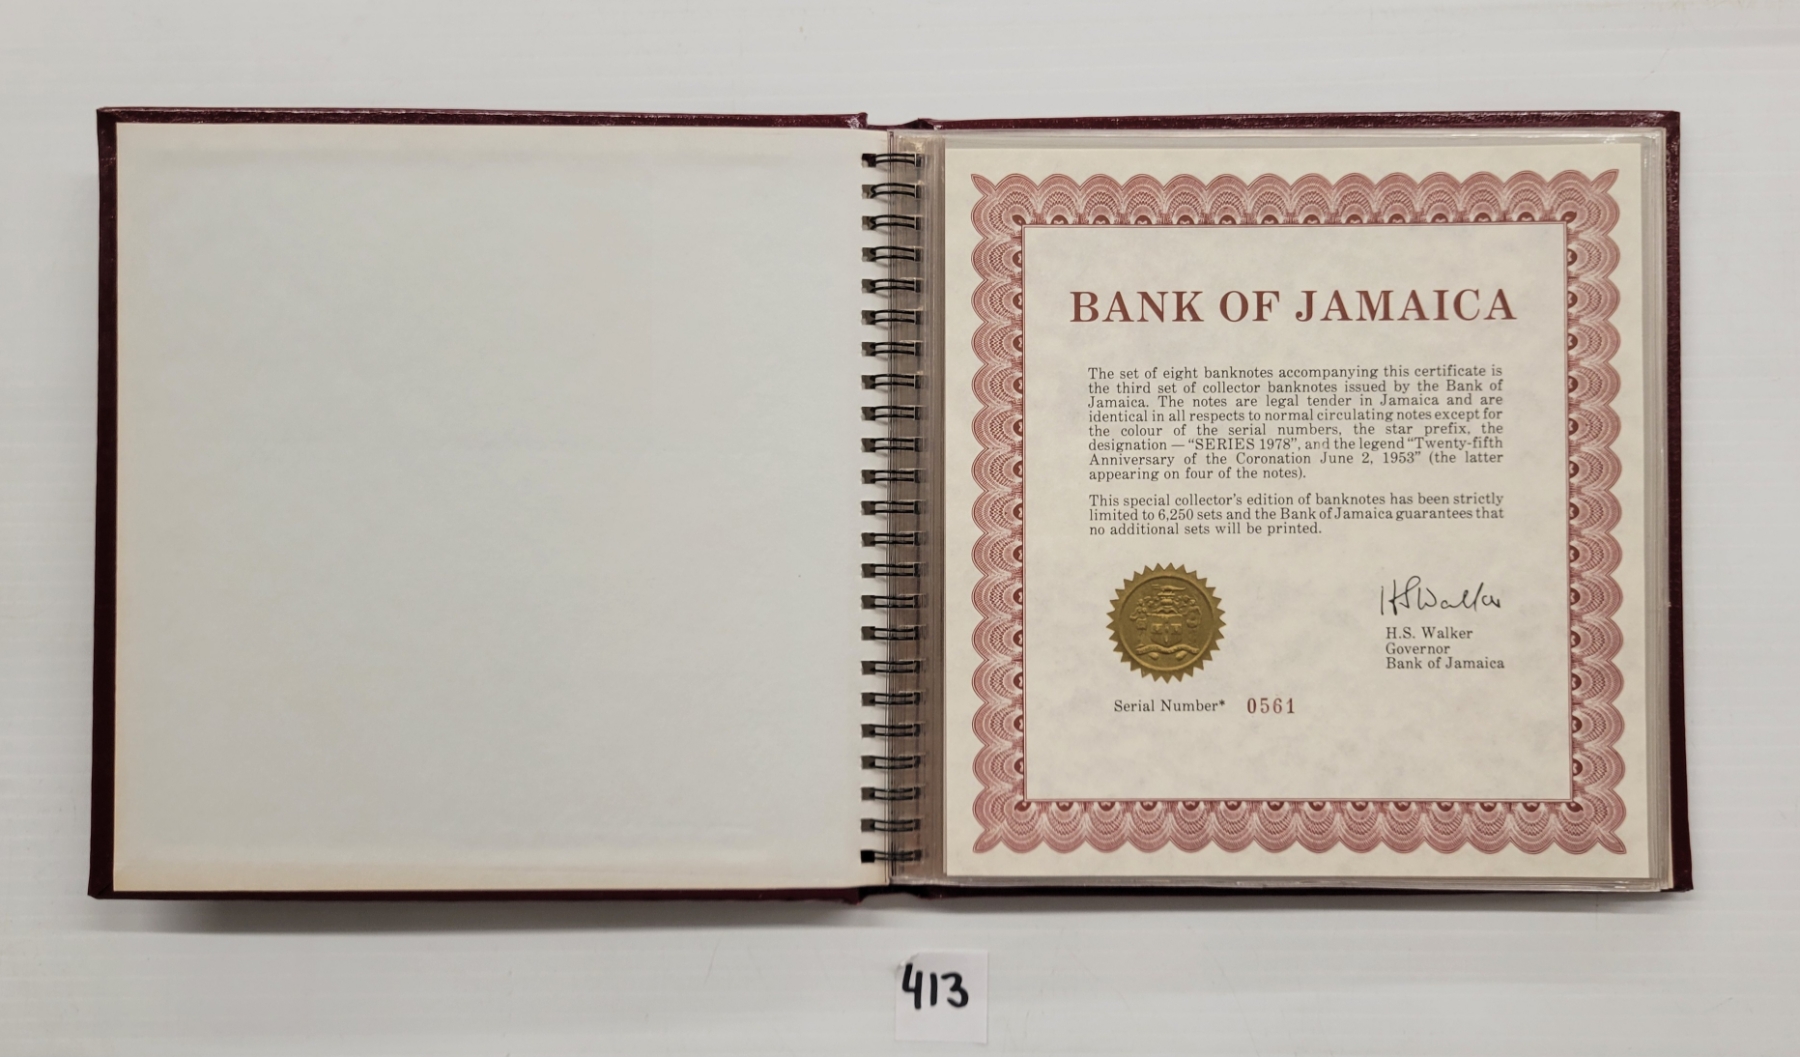 BANK OF JAMAICA
The set of eight banknotes accompanying this certificate is
the third set of collector banknotes issued by the Bank of
Jamaica. The notes are legal tender in Jamaica and are
identical in all respects to normal circulating notes except for
the colour of the serial numbers, the star prefix, the
designation — “SERIES 1978”, and the legend “Twenty-fifth
Anniversary of the Coronation June 2, 1953” (the latter
appearing on four of the notes).
This special collector’s edition of banknotes has been strictly
limited to 6,250 sets and the Bank of Jamaica guarantees that
no additional sets will be printed.
HSWalker
H.S. Walker
Governor
Bank of Jamaica
Serial Number* 0561
413